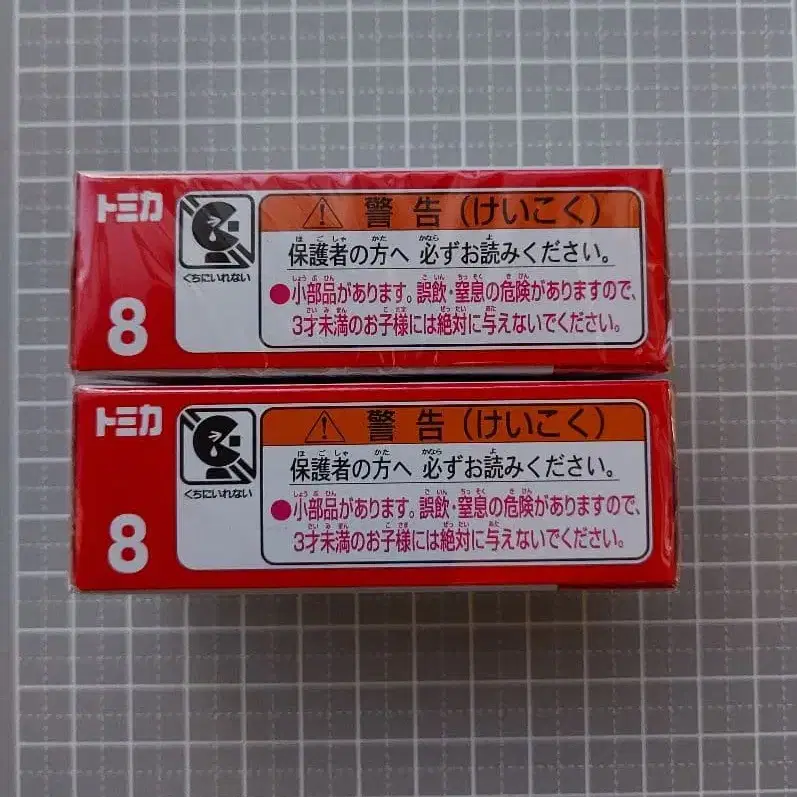 トミカ
8
くちにいれない
警告(けいこく)
保護者の方へ 必ずお読みください。
●小部品があります。誤飲・窒息の危険がありますので、
3才未満のお子様には絶対に与えないでください。
トミカ
8
くちにいれない
警告(けいこく)
保護者の方へ 必ずお読みください。
●小部品があります。誤飲・窒息の危険がありますので、
3才未満のお子様には絶対に与えないでください。